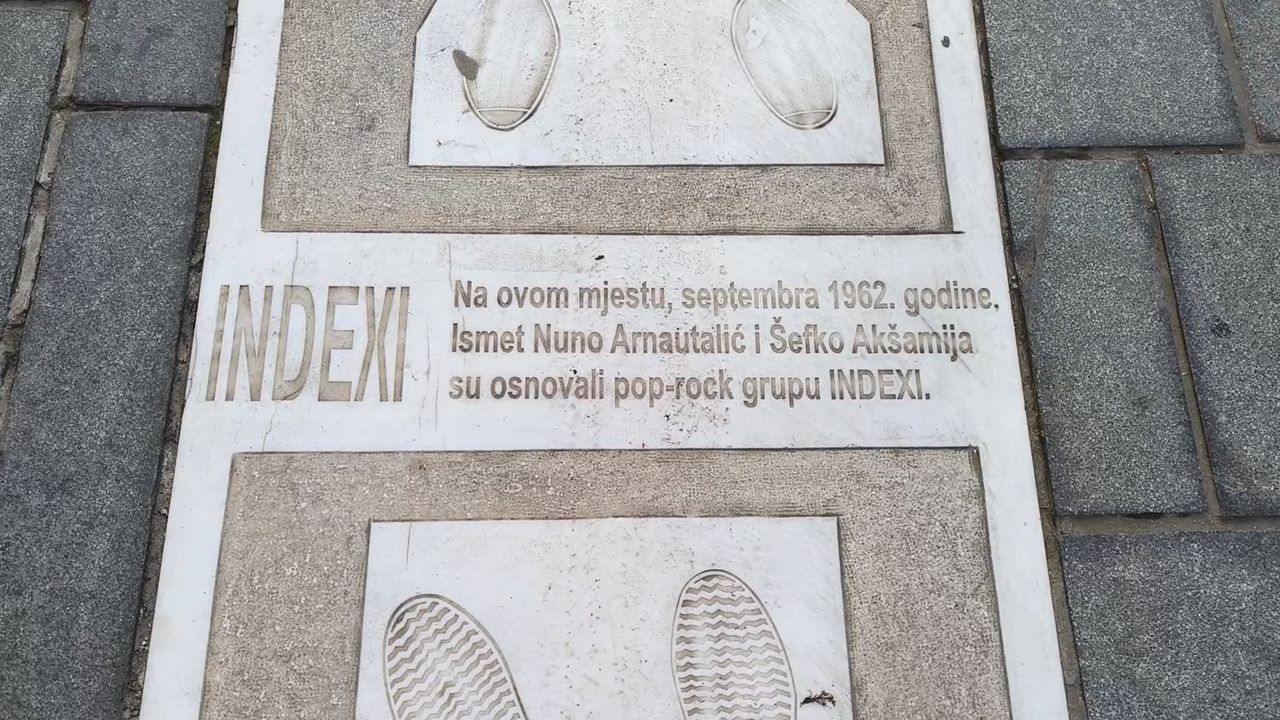 INDEXI
Na ovom mjestu, septembra 1962. godine,
Ismet Nuno Arnautalić i Šefko Akšamija
su osnovali pop-rock grupu INDEXI.